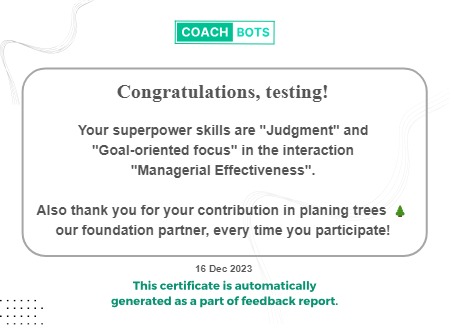 COACH BOTS
Congratulations, testing!
Your superpower skills are "Judgment" and
"Goal-oriented focus" in the interaction
"Managerial Effectiveness".
Also thank you for your contribution in planing trees 🌲
our foundation partner, every time you participate!
16 Dec 2023
This certificate is automatically
generated as a part of feedback report.